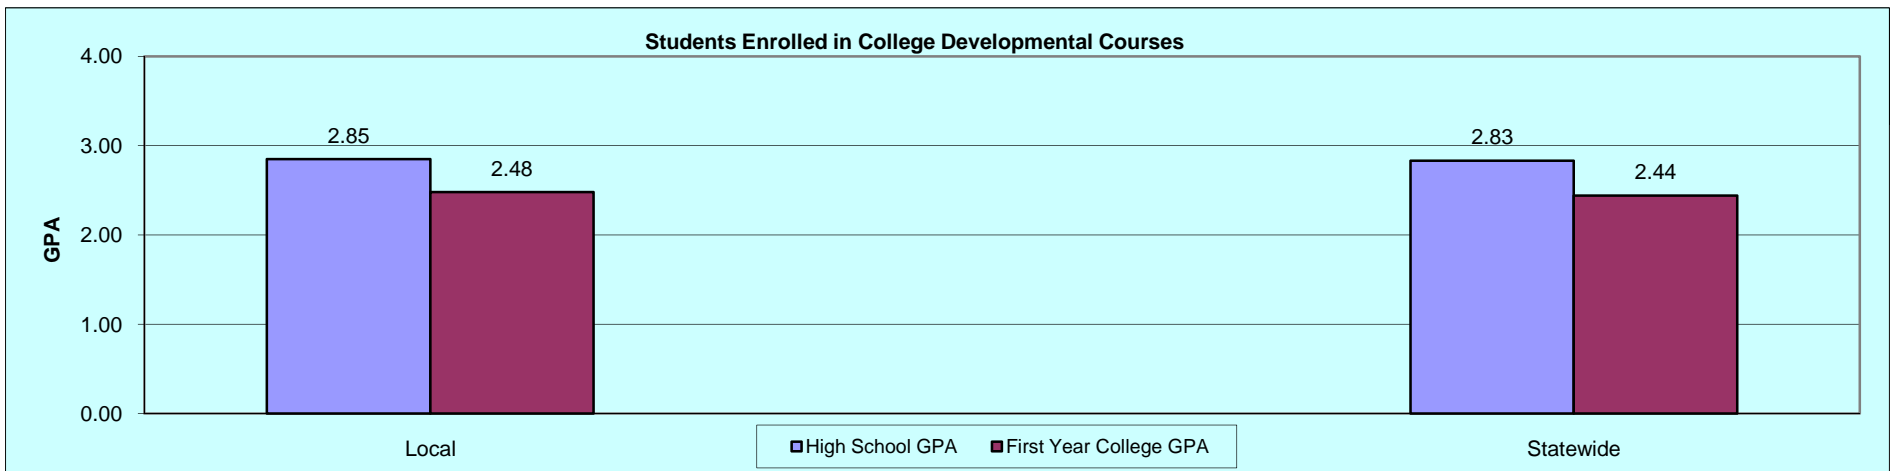 Students Enrolled in College Developmental Courses
4.00
3.00
2.00
1.00
0.00
GPA
2.85
2.48
2.83
2.44
Local
Statewide
High School GPA
First Year College GPA